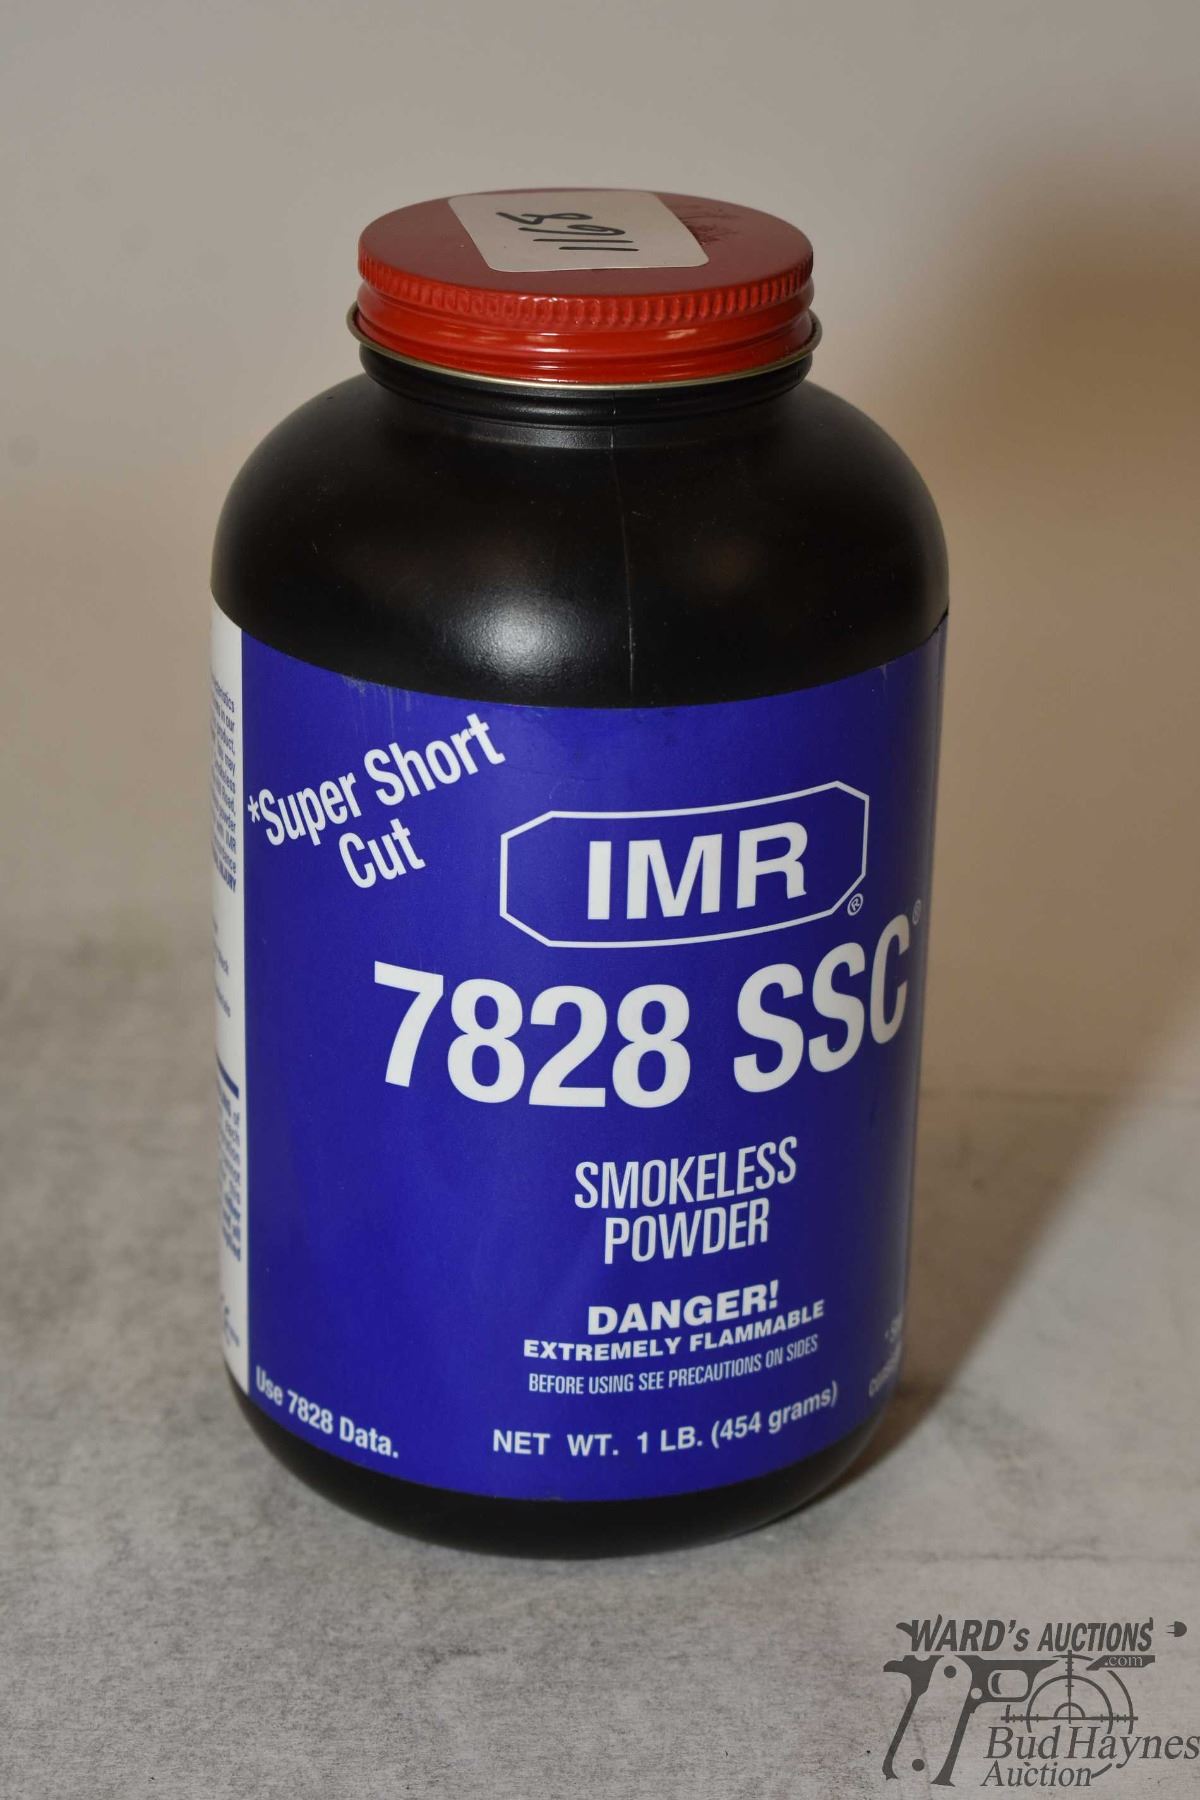 1168
*Super Short
Cut
IMR®
7828 SSC®
SMOKELESS
POWDER
DANGER!
EXTREMELY FLAMMABLE
BEFORE USING SEE PRECAUTIONS ON SIDES
Use 7828 Data.
NET WT. 1 LB. (454 grams)
WARD's AUCTIONS
.com
Bud Haynes
Auction